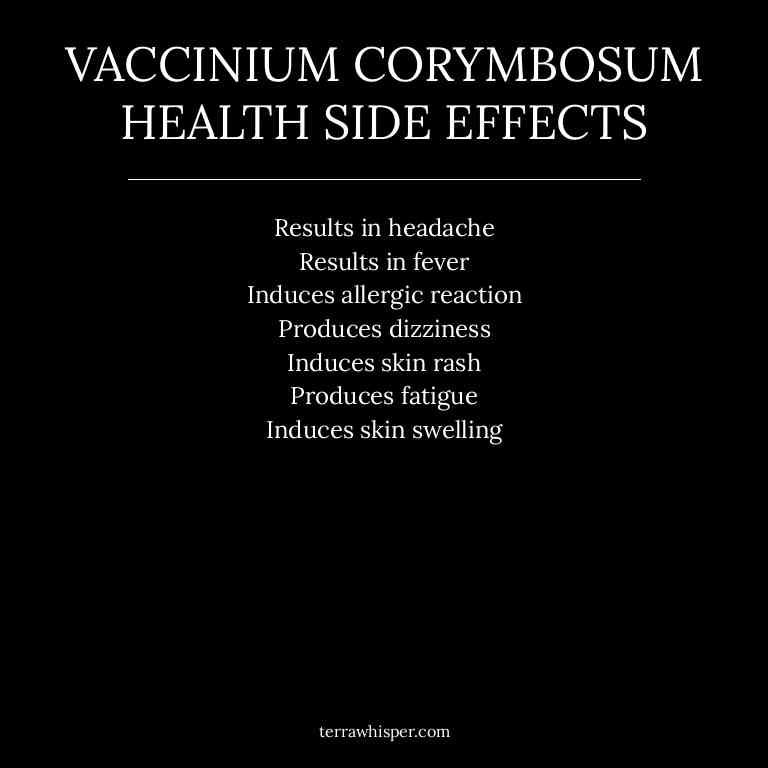 VACCINIUM CORYMBOSUM
HEALTH SIDE EFFECTS
Results in headache
Results in fever
Induces allergic reaction
Produces dizziness
Induces skin rash
Produces fatigue
Induces skin swelling
terrawhisper.com